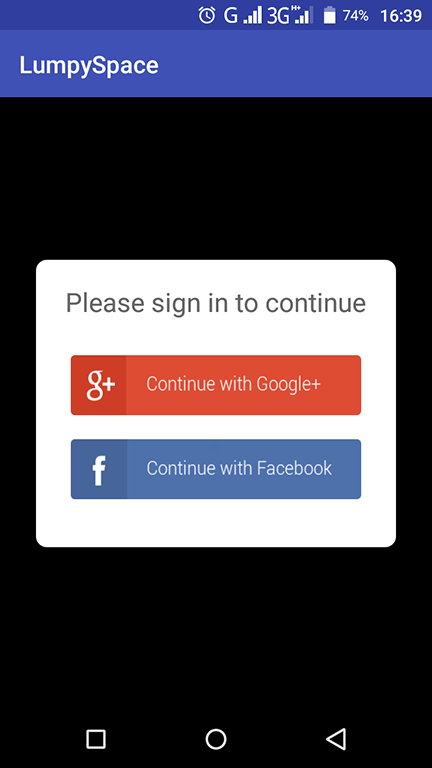 G 3G H+ 74% 16:39
LumpySpace
Please sign in to continue
g+ Continue with Google+
f Continue with Facebook